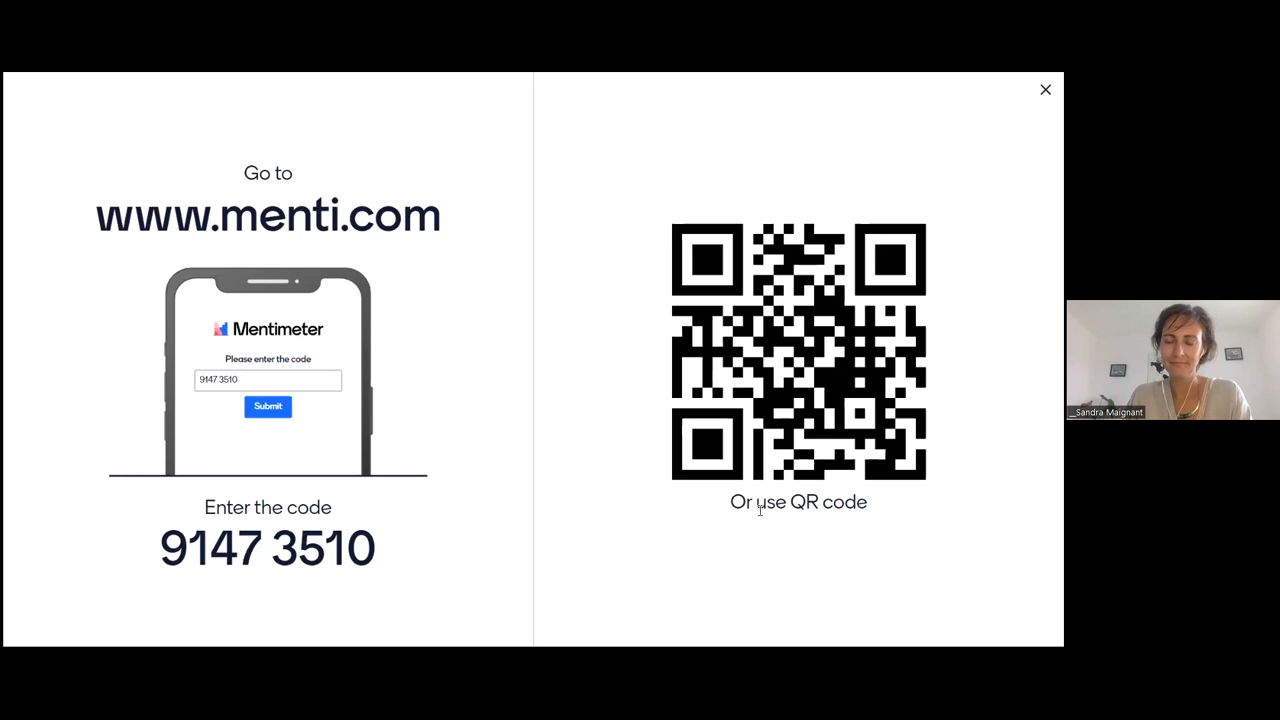 Go to
www.menti.com
Mentimeter
Please enter the code
9147 3510
Submit
Enter the code
9147 3510
Or use QR code
__Sandra Maignant